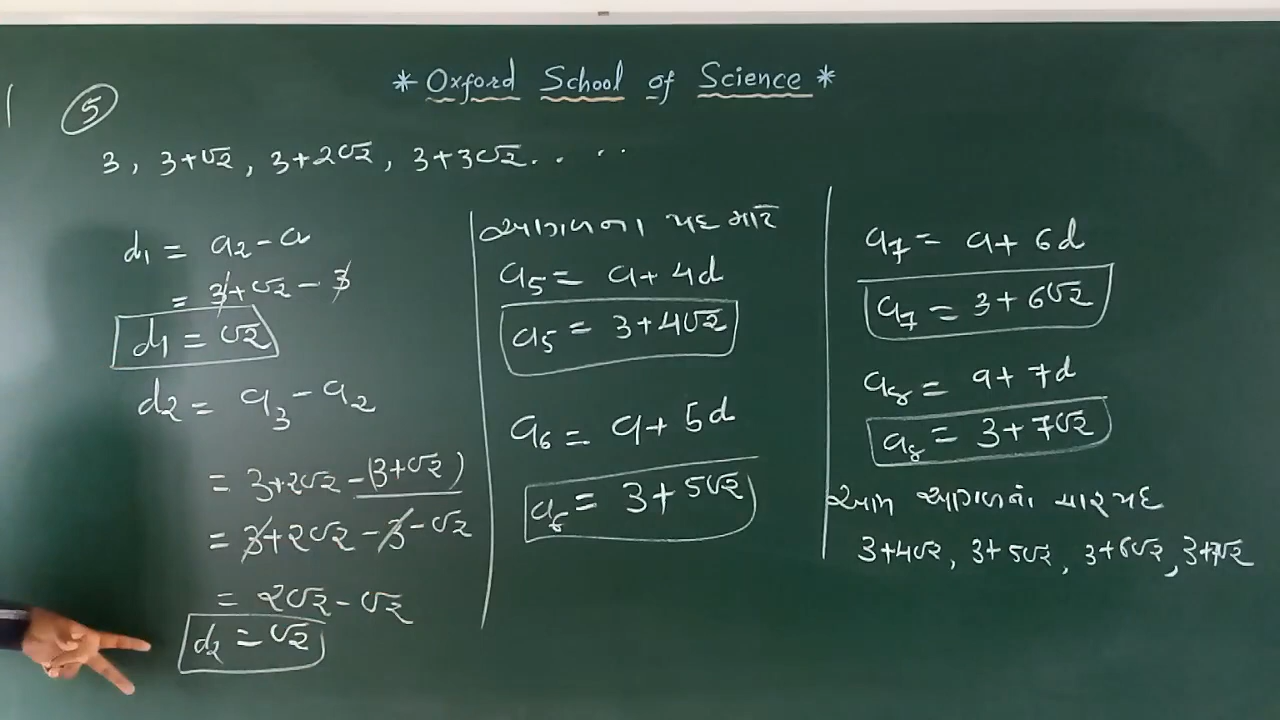 * Oxford School of Science *
5
3, 3+√2, 3+2√2, 3+3√2.. ..
d1 = a2 - a
= 3+√2 - 3
d1 = √2
d2 = a3 - a2
= 3+2√2 - (3+√2)
= 3+2√2 - 3 - √2
= 2√2 - √2
d2 = √2
આગળના પદ માટે
a5 = a + 4d
a5 = 3+4√2
a6 = a + 5d
a6 = 3 + 5√2
a7 = a + 6d
a7 = 3 + 6√2
a8 = a + 7d
a8 = 3 + 7√2
આમ આગળનાં ચાર પદ
3+4√2, 3+5√2, 3+6√2, 3+7√2